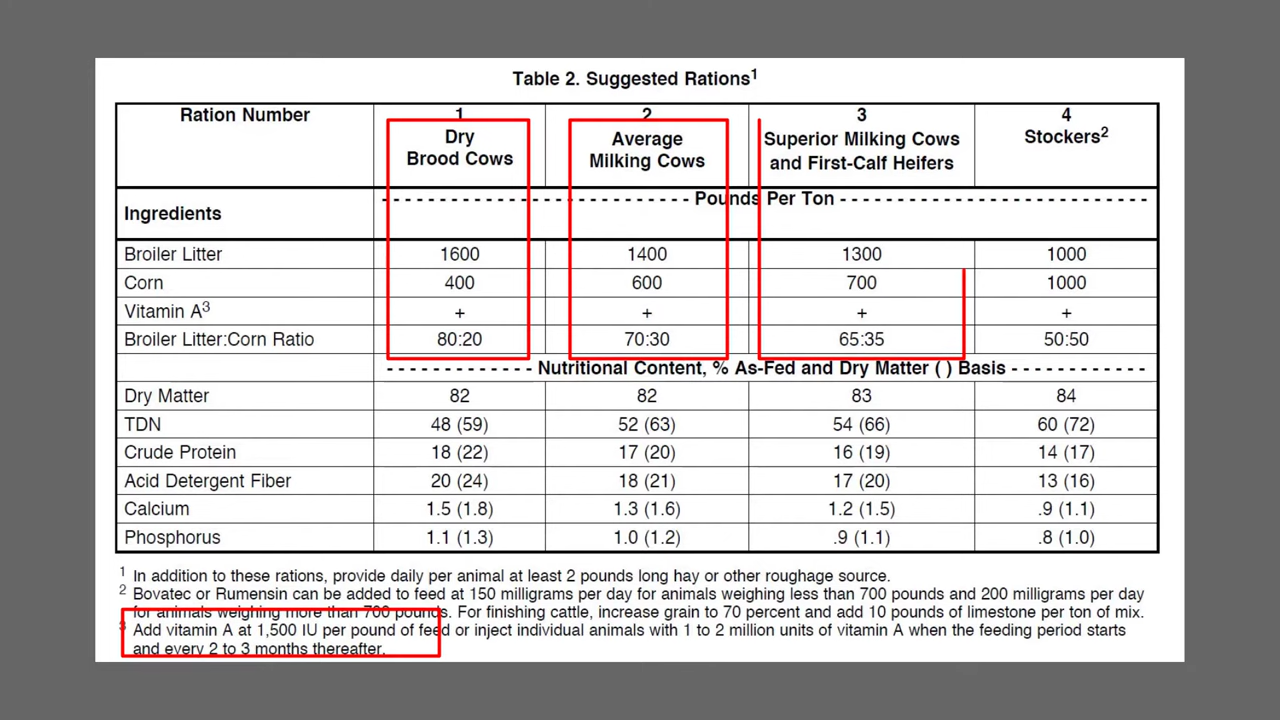 Table 2. Suggested Rations1
Ration Number 1 2 3 4
Dry Average Superior Milking Cows Stockers2
Brood Cows Milking Cows and First-Calf Heifers
Pounds Per Ton
Ingredients
Broiler Litter 1600 1400 1300 1000
Corn 400 600 700 1000
Vitamin A3 + + + +
Broiler Litter:Corn Ratio 80:20 70:30 65:35 50:50
Nutritional Content, % As-Fed and Dry Matter ( ) Basis
Dry Matter 82 82 83 84
TDN 48 (59) 52 (63) 54 (66) 60 (72)
Crude Protein 18 (22) 17 (20) 16 (19) 14 (17)
Acid Detergent Fiber 20 (24) 18 (21) 17 (20) 13 (16)
Calcium 1.5 (1.8) 1.3 (1.6) 1.2 (1.5) .9 (1.1)
Phosphorus 1.1 (1.3) 1.0 (1.2) .9 (1.1) .8 (1.0)
1 In addition to these rations, provide daily per animal at least 2 pounds long hay or other roughage source.
2 Bovatec or Rumensin can be added to feed at 150 milligrams per day for animals weighing less than 700 pounds and 200 milligrams per day
for animals weighing more than 700 pounds. For finishing cattle, increase grain to 70 percent and add 10 pounds of limestone per ton of mix.
3 Add vitamin A at 1,500 IU per pound of feed or inject individual animals with 1 to 2 million units of vitamin A when the feeding period starts
and every 2 to 3 months thereafter.